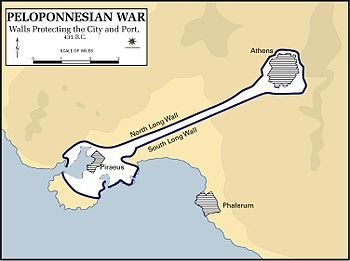 PELOPONNESIAN WAR
Walls Protecting the City and Port,
431 B.C.
SCALE OF MILES
Athens
North Long Wall
South Long Wall
Piraeus
Phalerum